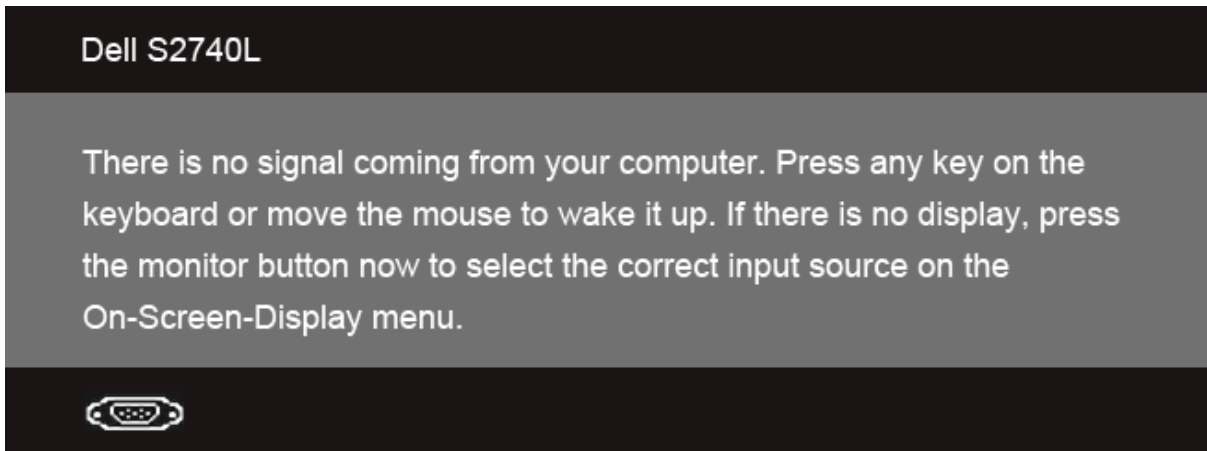 Dell S2740L
There is no signal coming from your computer. Press any key on the
keyboard or move the mouse to wake it up. If there is no display, press
the monitor button now to select the correct input source on the
On-Screen-Display menu.